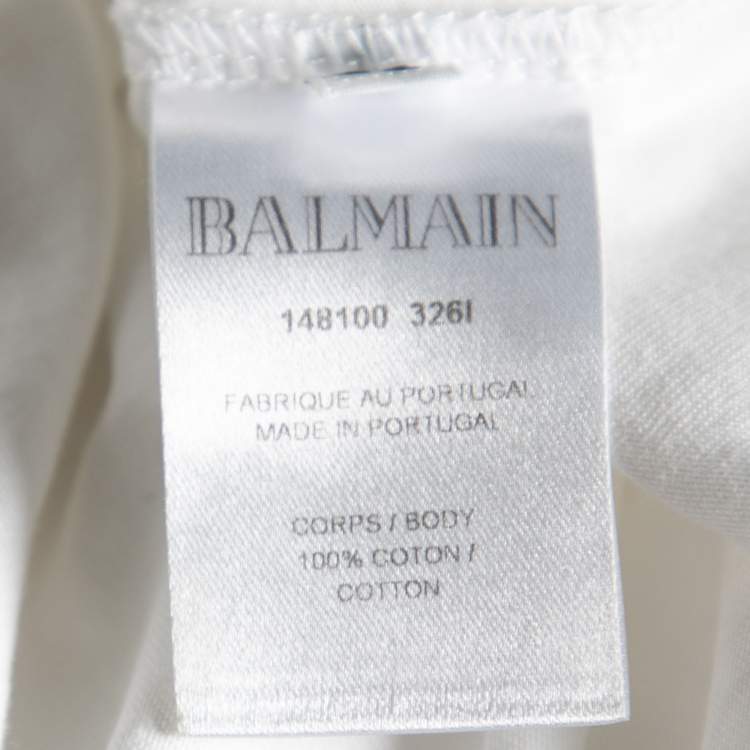 BALMAIN
148100 326I
FABRIQUE AU PORTUGAL
MADE IN PORTUGAL
CORPS / BODY
100% COTON /
COTTON